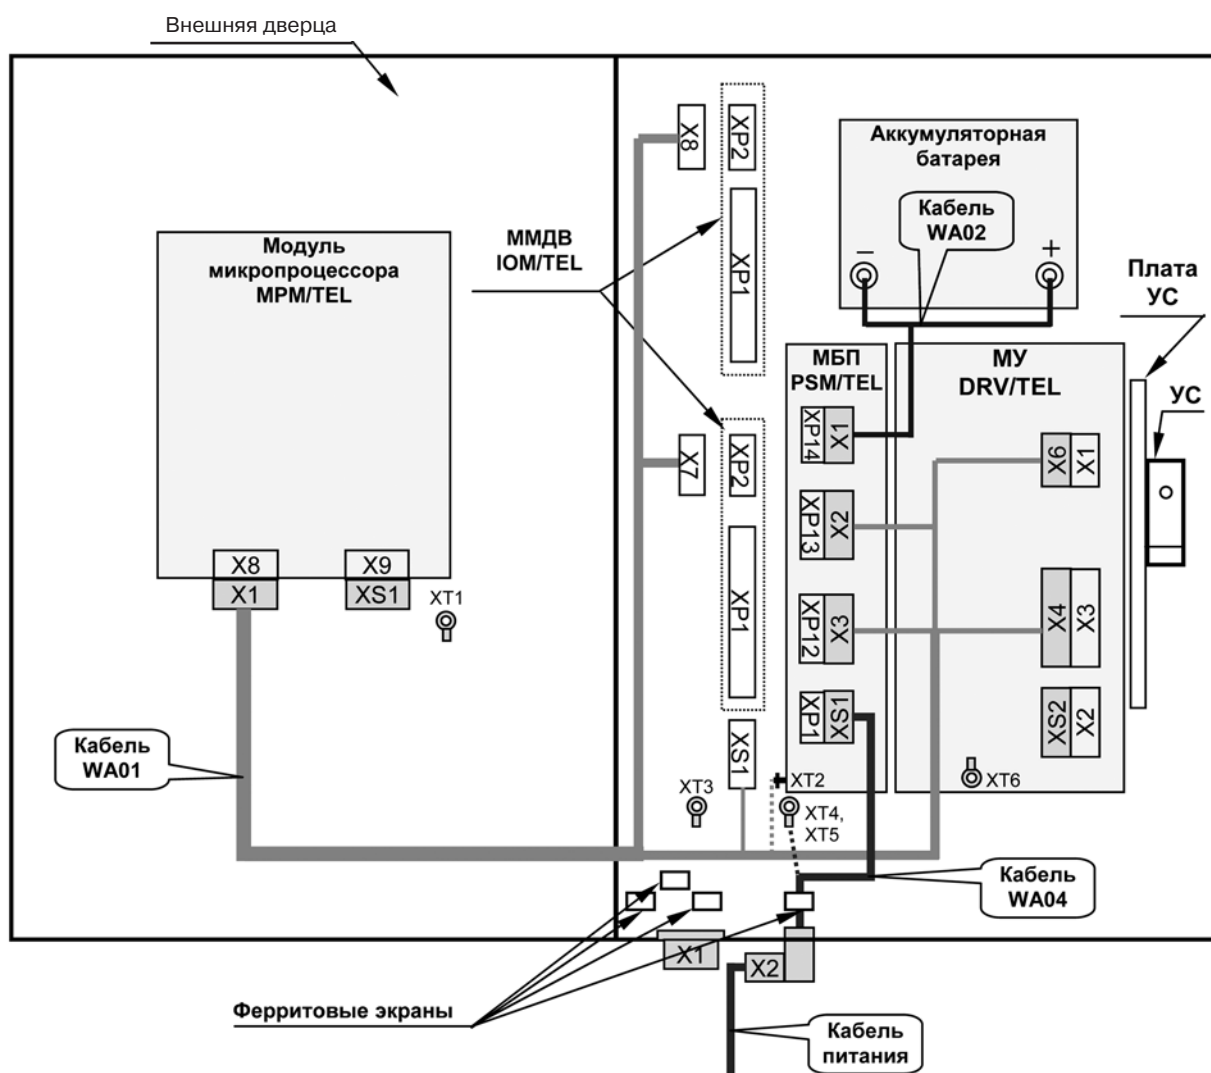 Внешняя дверца
Модуль
микропроцессора
MPM/TEL
X8
X9
X1
XS1
XT1
Кабель
WA01
ММДВ
IOM/TEL
X8
XP2
XP1
X7
XP2
XP1
XS1
XT3
Аккумуляторная
батарея
Кабель
WA02
–
+
МБП
PSM/TEL
XP14
X1
XP13
X2
XP12
X3
XP1
XS1
XT2
XT4,
XT5
МУ
DRV/TEL
X6
X1
X4
X3
XS2
X2
XT6
Плата
УС
УС
Кабель
WA04
X1
X2
Ферритовые экраны
Кабель
питания